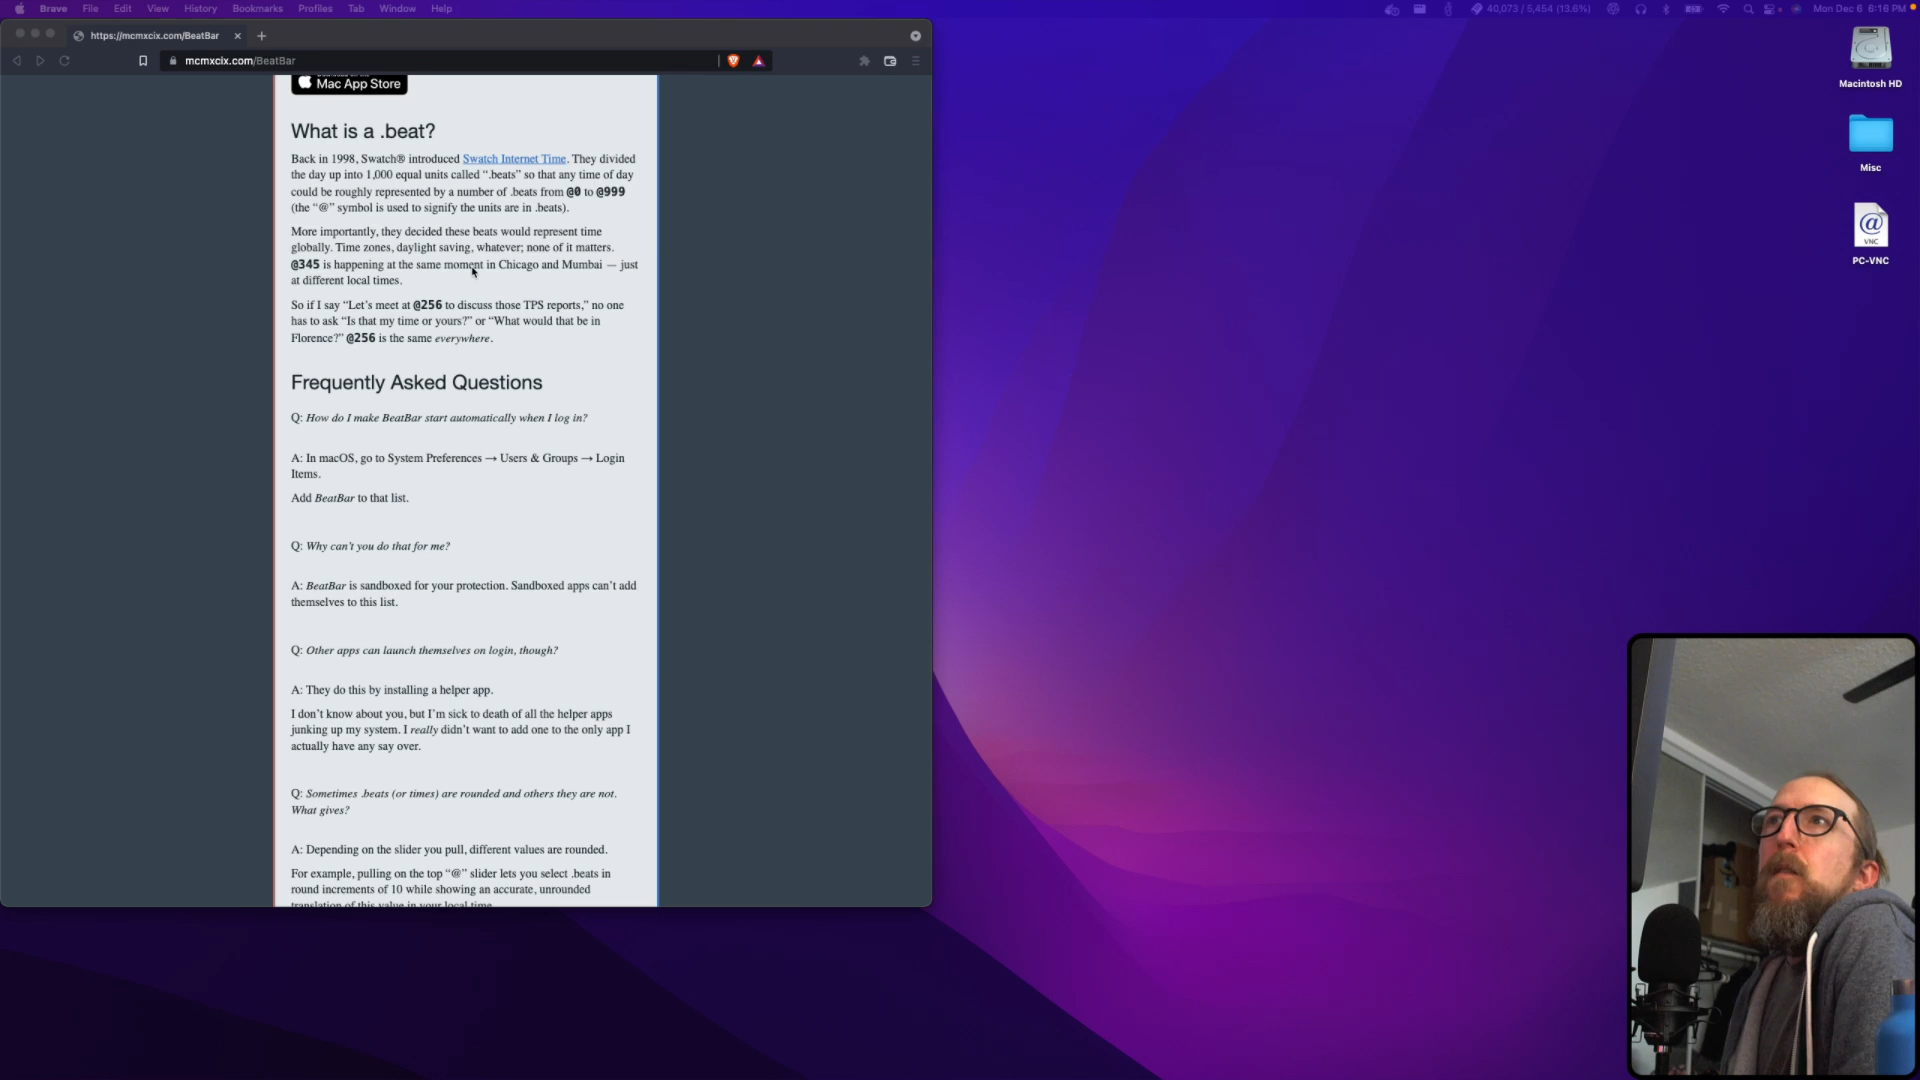 Brave File Edit View History Bookmarks Profiles Tab Window Help
40,073 / 5,454 (13.6%)
Mon Dec 6 6:16 PM
https://mcmxcix.com/BeatBar
mcmxcix.com/BeatBar
Mac App Store
What is a .beat?
Back in 1998, Swatch® introduced Swatch Internet Time. They divided
the day up into 1,000 equal units called “.beats” so that any time of day
could be roughly represented by a number of .beats from @0 to @999
(the “@” symbol is used to signify the units are in .beats).
More importantly, they decided these beats would represent time
globally. Time zones, daylight saving, whatever; none of it matters.
@345 is happening at the same moment in Chicago and Mumbai — just
at different local times.
So if I say “Let’s meet at @256 to discuss those TPS reports,” no one
has to ask “Is that my time or yours?” or “What would that be in
Florence?” @256 is the same everywhere.
Frequently Asked Questions
Q: How do I make BeatBar start automatically when I log in?
A: In macOS, go to System Preferences → Users & Groups → Login
Items.
Add BeatBar to that list.
Q: Why can’t you do that for me?
A: BeatBar is sandboxed for your protection. Sandboxed apps can’t add
themselves to this list.
Q: Other apps can launch themselves on login, though?
A: They do this by installing a helper app.
I don’t know about you, but I’m sick to death of all the helper apps
junking up my system. I really didn’t want to add one to the only app I
actually have any say over.
Q: Sometimes .beats (or times) are rounded and others they are not.
What gives?
A: Depending on the slider you pull, different values are rounded.
For example, pulling on the top “@” slider lets you select .beats in
round increments of 10 while showing an accurate, unrounded
translation of this value in your local time.
Macintosh HD
Misc
@
VNC
PC-VNC